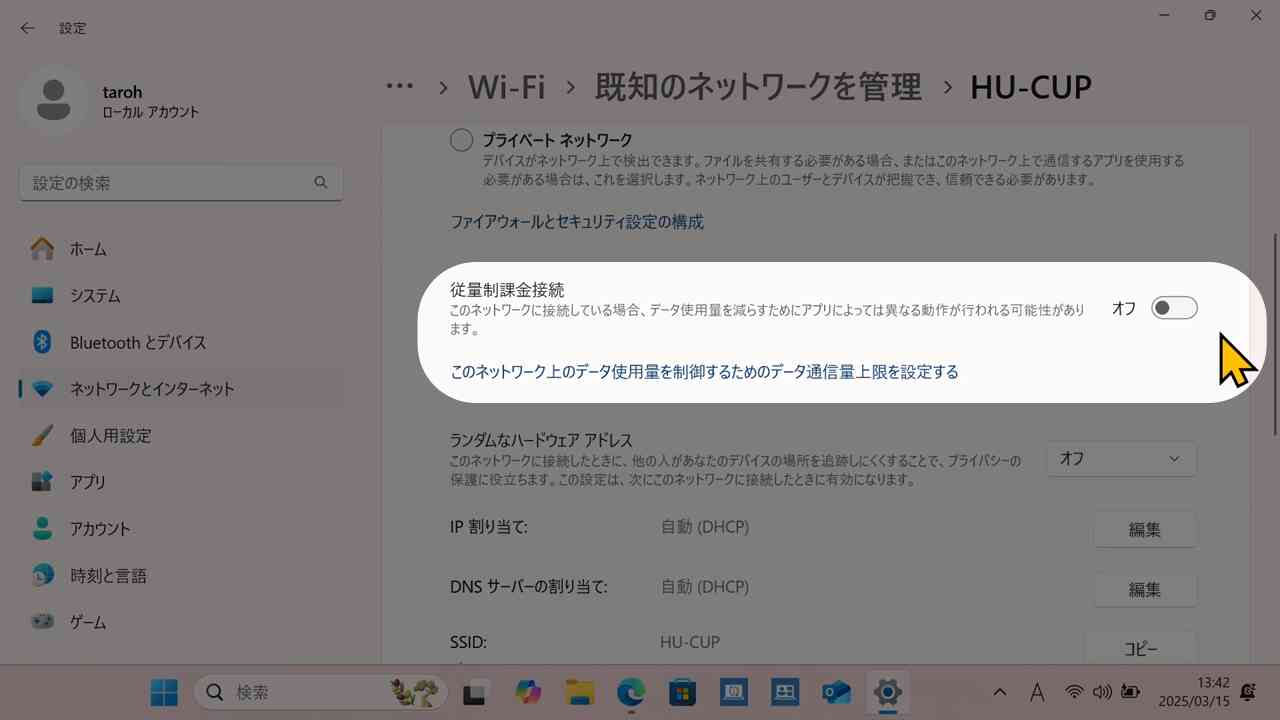 設定
taroh
ローカル アカウント
設定の検索
ホーム
システム
Bluetooth とデバイス
ネットワークとインターネット
個人用設定
アプリ
アカウント
時刻と言語
ゲーム
… › Wi-Fi › 既知のネットワークを管理 › HU-CUP
プライベート ネットワーク
デバイスがネットワーク上で検出できます。ファイルを共有する必要がある場合、またはこのネットワーク上で通信するアプリを使用する
必要がある場合は、これを選択します。ネットワーク上のユーザーとデバイスが把握でき、信頼できる必要があります。
ファイアウォールとセキュリティ設定の構成
従量制課金接続
このネットワークに接続している場合、データ使用量を減らすためにアプリによっては異なる動作が行われる可能性があり
ます。
オフ
このネットワーク上のデータ使用量を制御するためのデータ通信量上限を設定する
ランダムなハードウェア アドレス
このネットワークに接続したときに、他の人があなたのデバイスの場所を追跡しにくくすることで、プライバシーの
保護に役立ちます。この設定は、次にこのネットワークに接続したときに有効になります。
オフ
IP 割り当て: 自動 (DHCP) 編集
DNS サーバーの割り当て: 自動 (DHCP) 編集
SSID: HU-CUP コピー
検索
A
13:42
2025/03/15